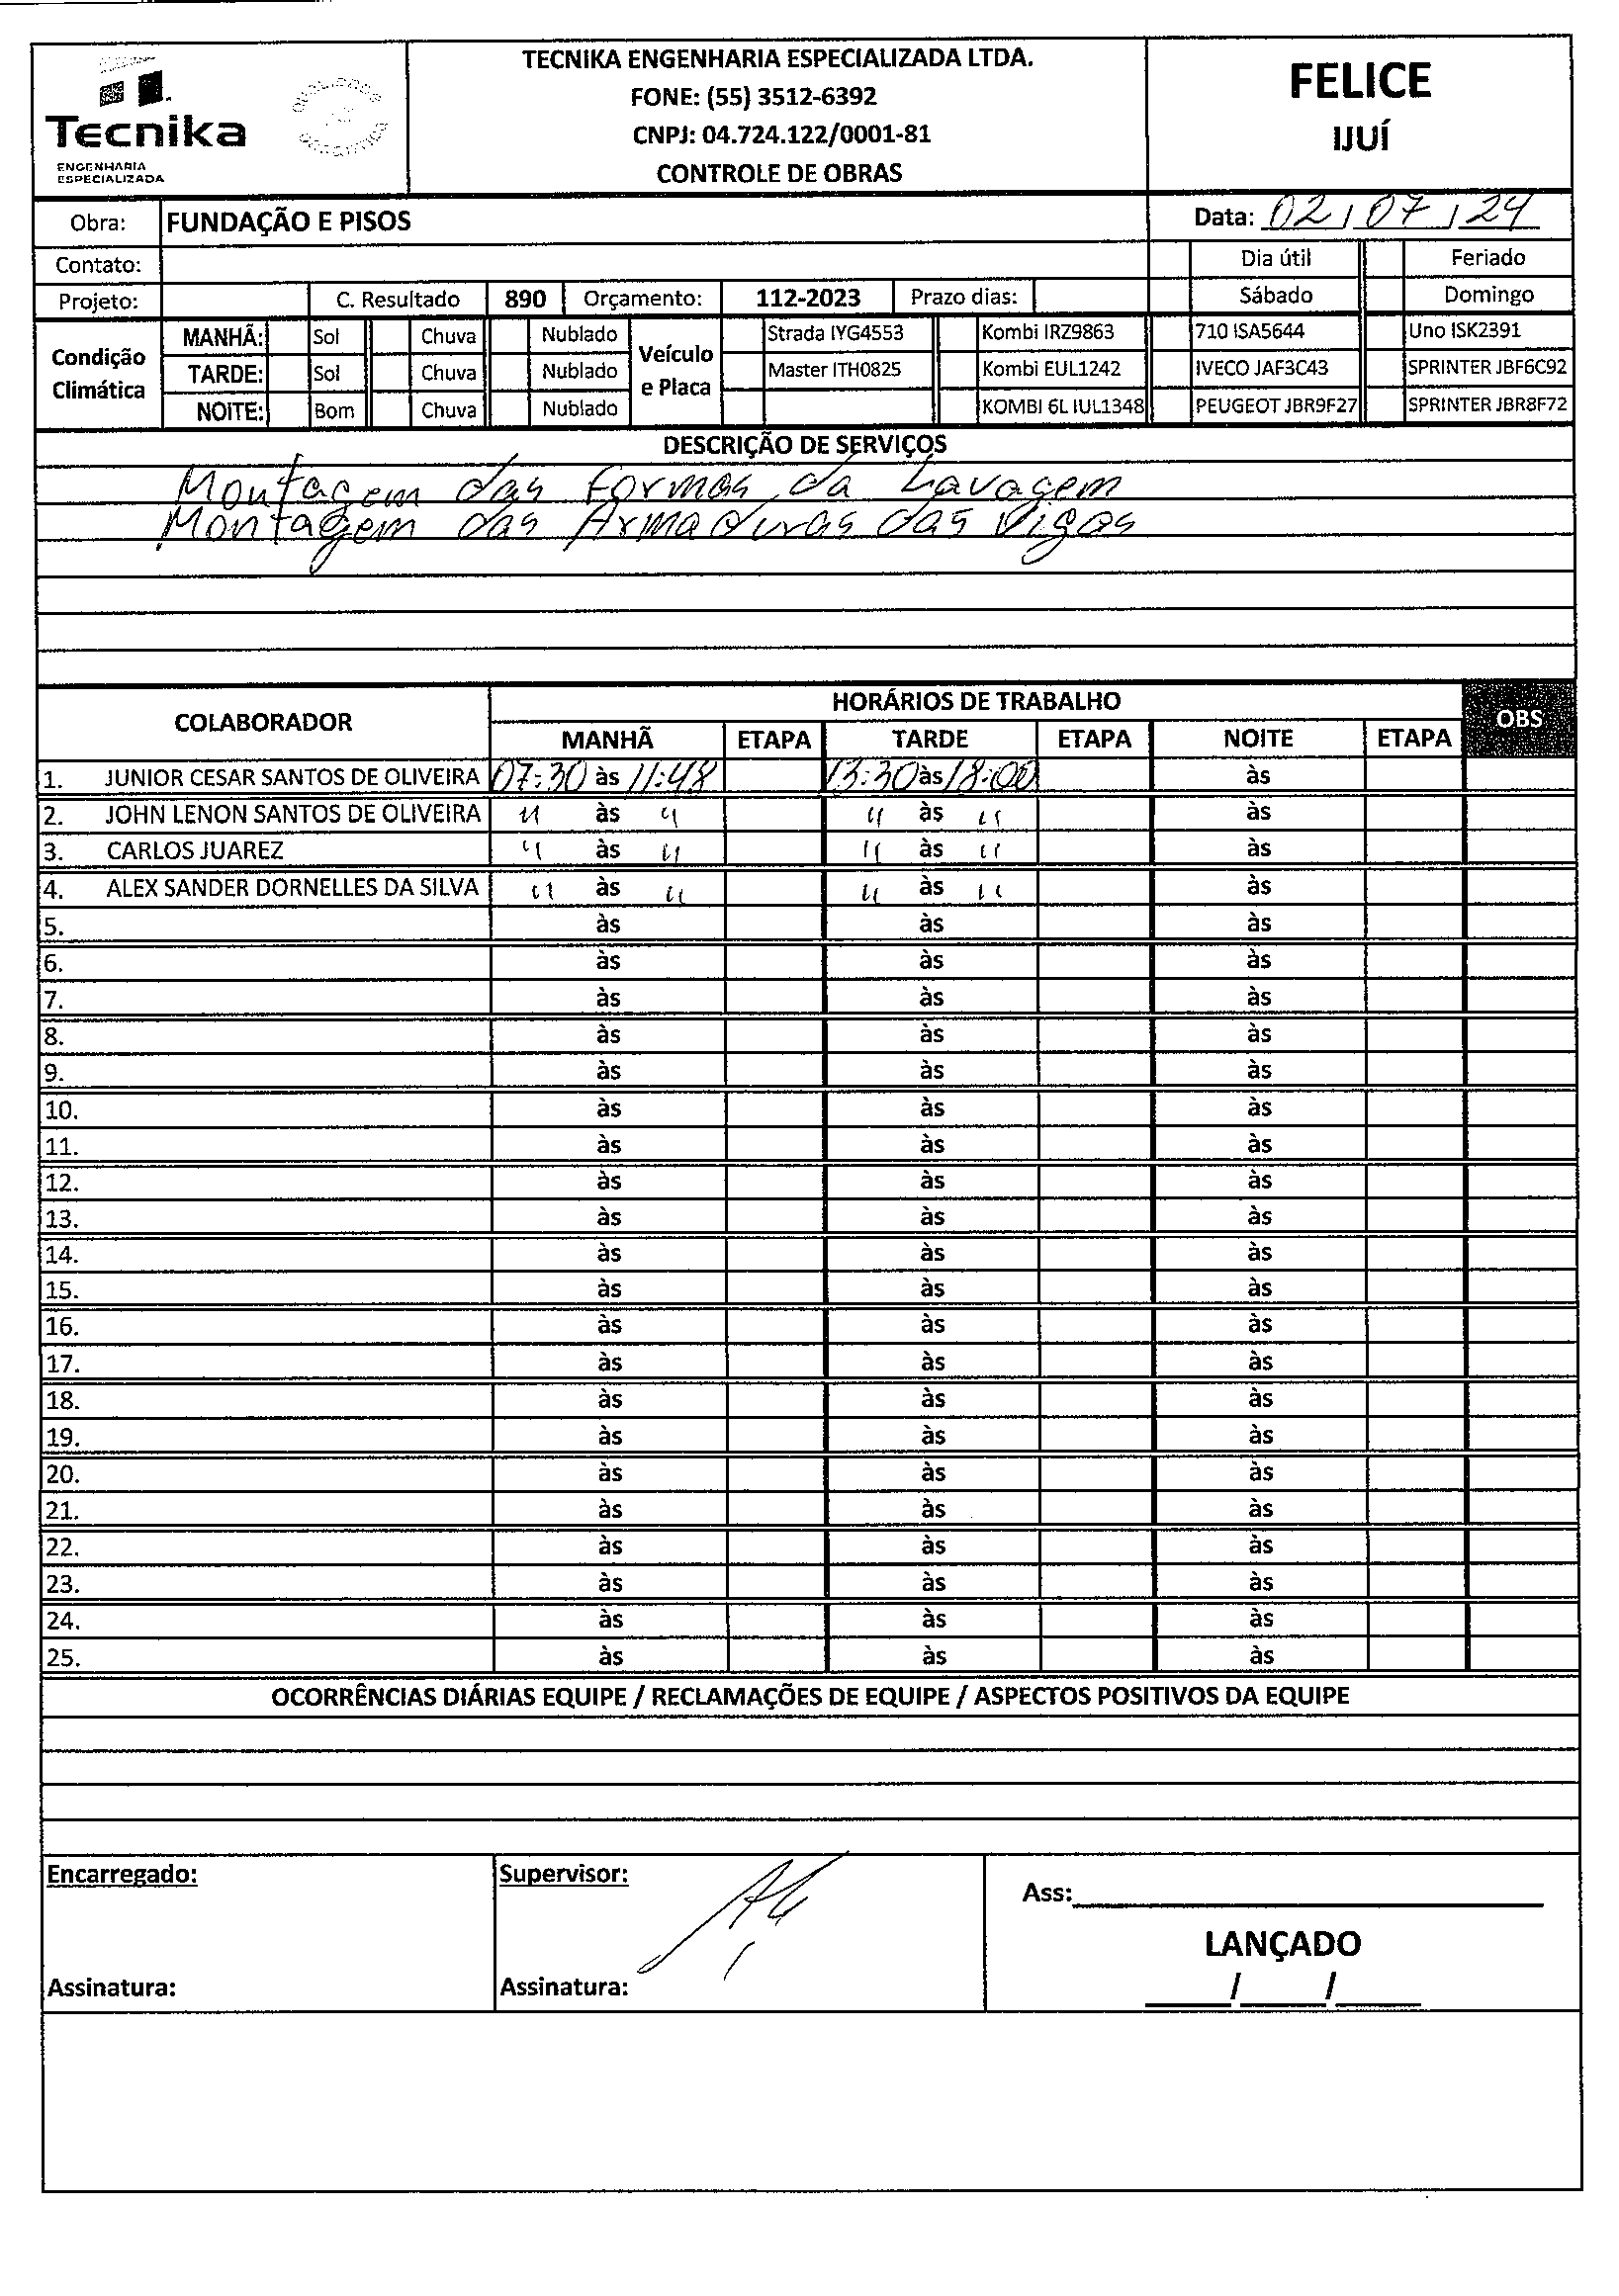 TECNIKA ENGENHARIA ESPECIALIZADA LTDA.
FONE: (55) 3512-6392
CNPJ: 04.724.122/0001-81
CONTROLE DE OBRAS
Tecnika
ENGENHARIA
ESPECIALIZADA
FELICE
IJUÍ
Obra: FUNDAÇÃO E PISOS Data: 02/07/24
Contato: Dia útil Feriado
Projeto: C. Resultado 890 Orçamento: 112-2023 Prazo dias: Sábado Domingo
Condição Climática
MANHÃ: Sol Chuva Nublado
TARDE: Sol Chuva Nublado
NOITE: Bom Chuva Nublado
Veículo e Placa
Strada IYG4553 Kombi IRZ9863 710 ISA5644 Uno ISK2391
Master ITH0825 Kombi EUL1242 IVECO JAF3C43 SPRINTER JBF6C92
KOMBI 6L IUL1348 PEUGEOT JBR9F27 SPRINTER JBR8F72
DESCRIÇÃO DE SERVIÇOS
Montagem das Formas da Lavagem
Montagem das Armaduras das Vigas
COLABORADOR HORÁRIOS DE TRABALHO OBS
MANHÃ ETAPA TARDE ETAPA NOITE ETAPA
1. JUNIOR CESAR SANTOS DE OLIVEIRA 07:30 às 11:48 13:30 às 18:00 às
2. JOHN LENON SANTOS DE OLIVEIRA " às " " às " às
3. CARLOS JUAREZ " às " " às " às
4. ALEX SANDER DORNELLES DA SILVA " às " " às " às
5. às às às
6. às às às
7. às às às
8. às às às
9. às às às
10. às às às
11. às às às
12. às às às
13. às às às
14. às às às
15. às às às
16. às às às
17. às às às
18. às às às
19. às às às
20. às às às
21. às às às
22. às às às
23. às às às
24. às às às
25. às às às
OCORRÊNCIAS DIÁRIAS EQUIPE / RECLAMAÇÕES DE EQUIPE / ASPECTOS POSITIVOS DA EQUIPE
Encarregado: Supervisor: Ass:
LANÇADO
Assinatura: Assinatura: / /